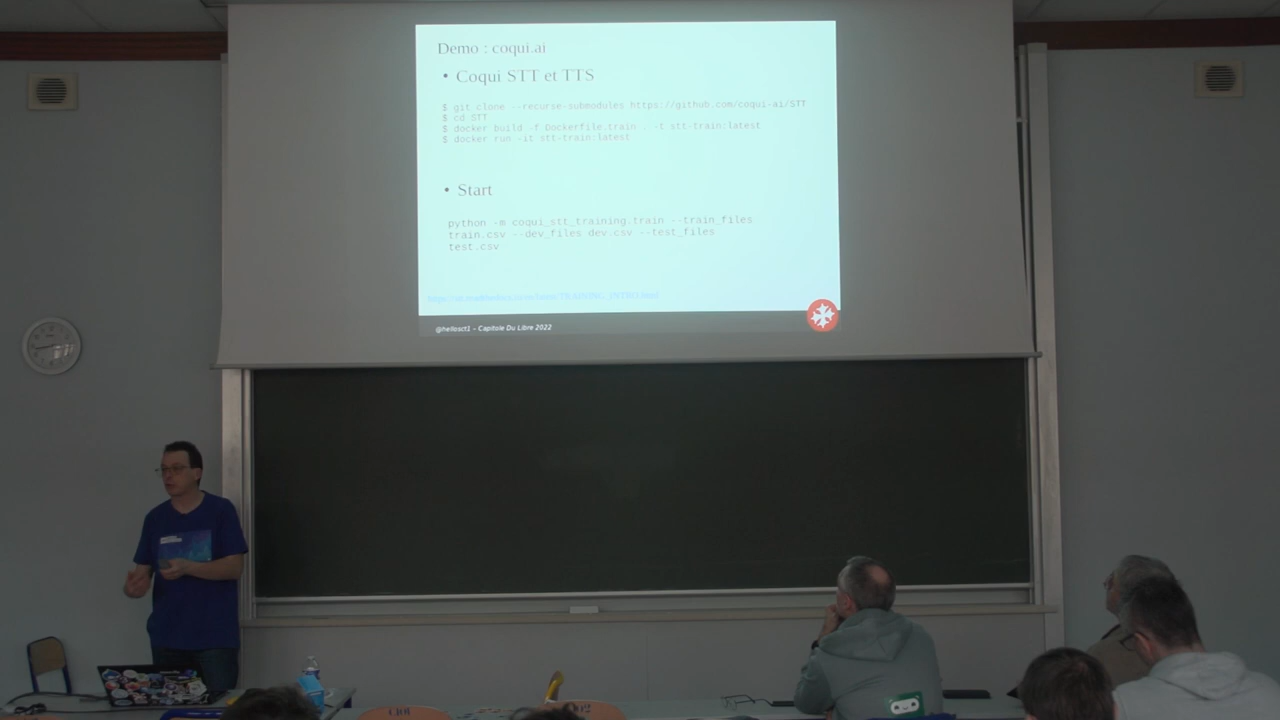 Demo : coqui.ai
• Coqui STT et TTS
$ git clone --recurse-submodules https://github.com/coqui-ai/STT
$ cd STT
$ docker build -f Dockerfile.train . -t stt-train:latest
$ docker run -it stt-train:latest
• Start
python -m coqui_stt_training.train --train_files
train.csv --dev_files dev.csv --test_files
test.csv
@hellosct1 – Capitole Du Libre 2022